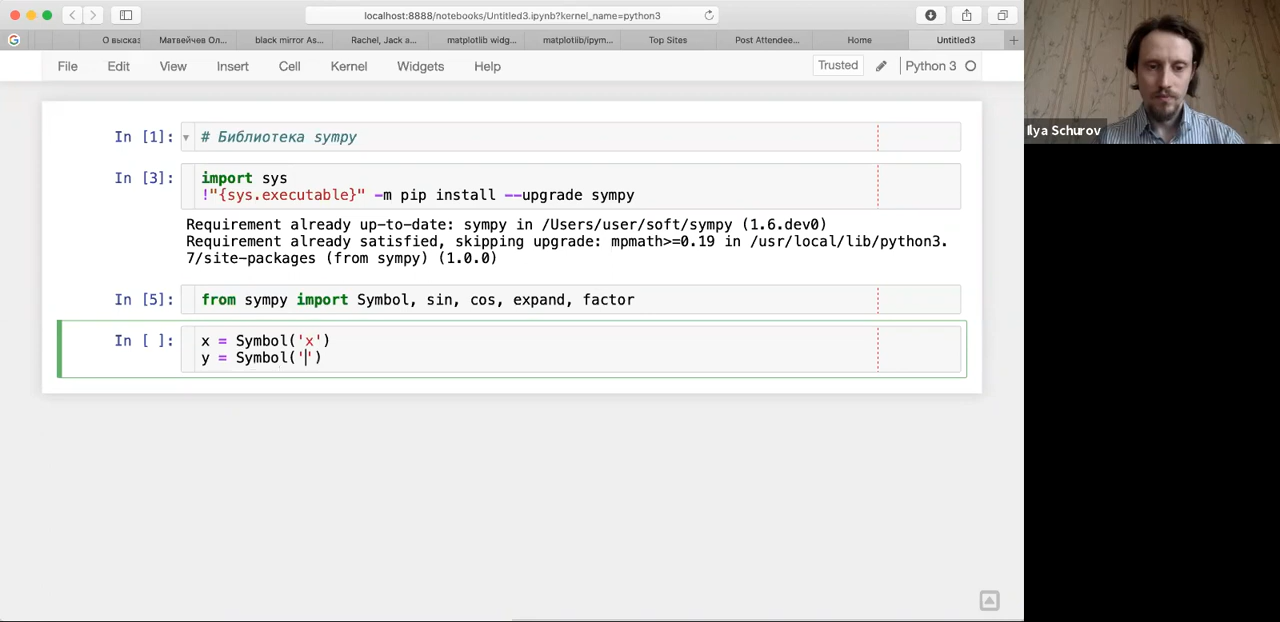 localhost:8888/notebooks/Untitled3.ipynb?kernel_name=python3
О выска
Матвейчев Ол...
black mirror As...
Rachel, Jack a...
matplotlib widg...
matplotlib/ipym...
Top Sites
Post Attendee...
Home
Untitled3
File Edit View Insert Cell Kernel Widgets Help
Trusted
Python 3
In [1]: # Библиотека sympy
In [3]: import sys
!"{sys.executable}" -m pip install --upgrade sympy
Requirement already up-to-date: sympy in /Users/user/soft/sympy (1.6.dev0)
Requirement already satisfied, skipping upgrade: mpmath>=0.19 in /usr/local/lib/python3.
7/site-packages (from sympy) (1.0.0)
In [5]: from sympy import Symbol, sin, cos, expand, factor
In [ ]: x = Symbol('x')
y = Symbol('')
Ilya Schurov